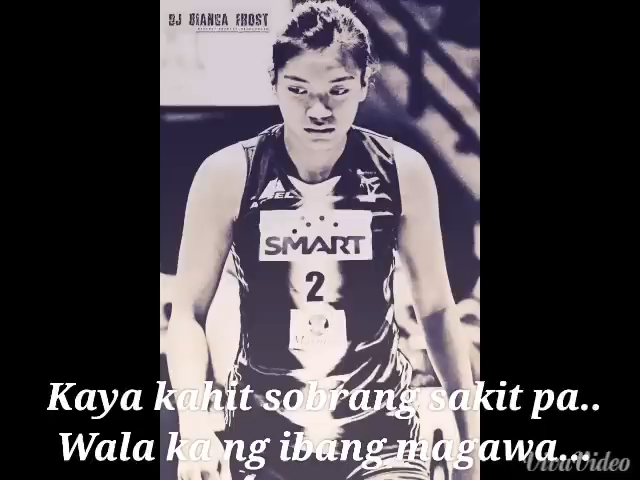 DJ BIANCA FROST
SMART
2
Kaya kahit sobrang sakit pa..
Wala ka ng ibang magawa...
VivaVideo